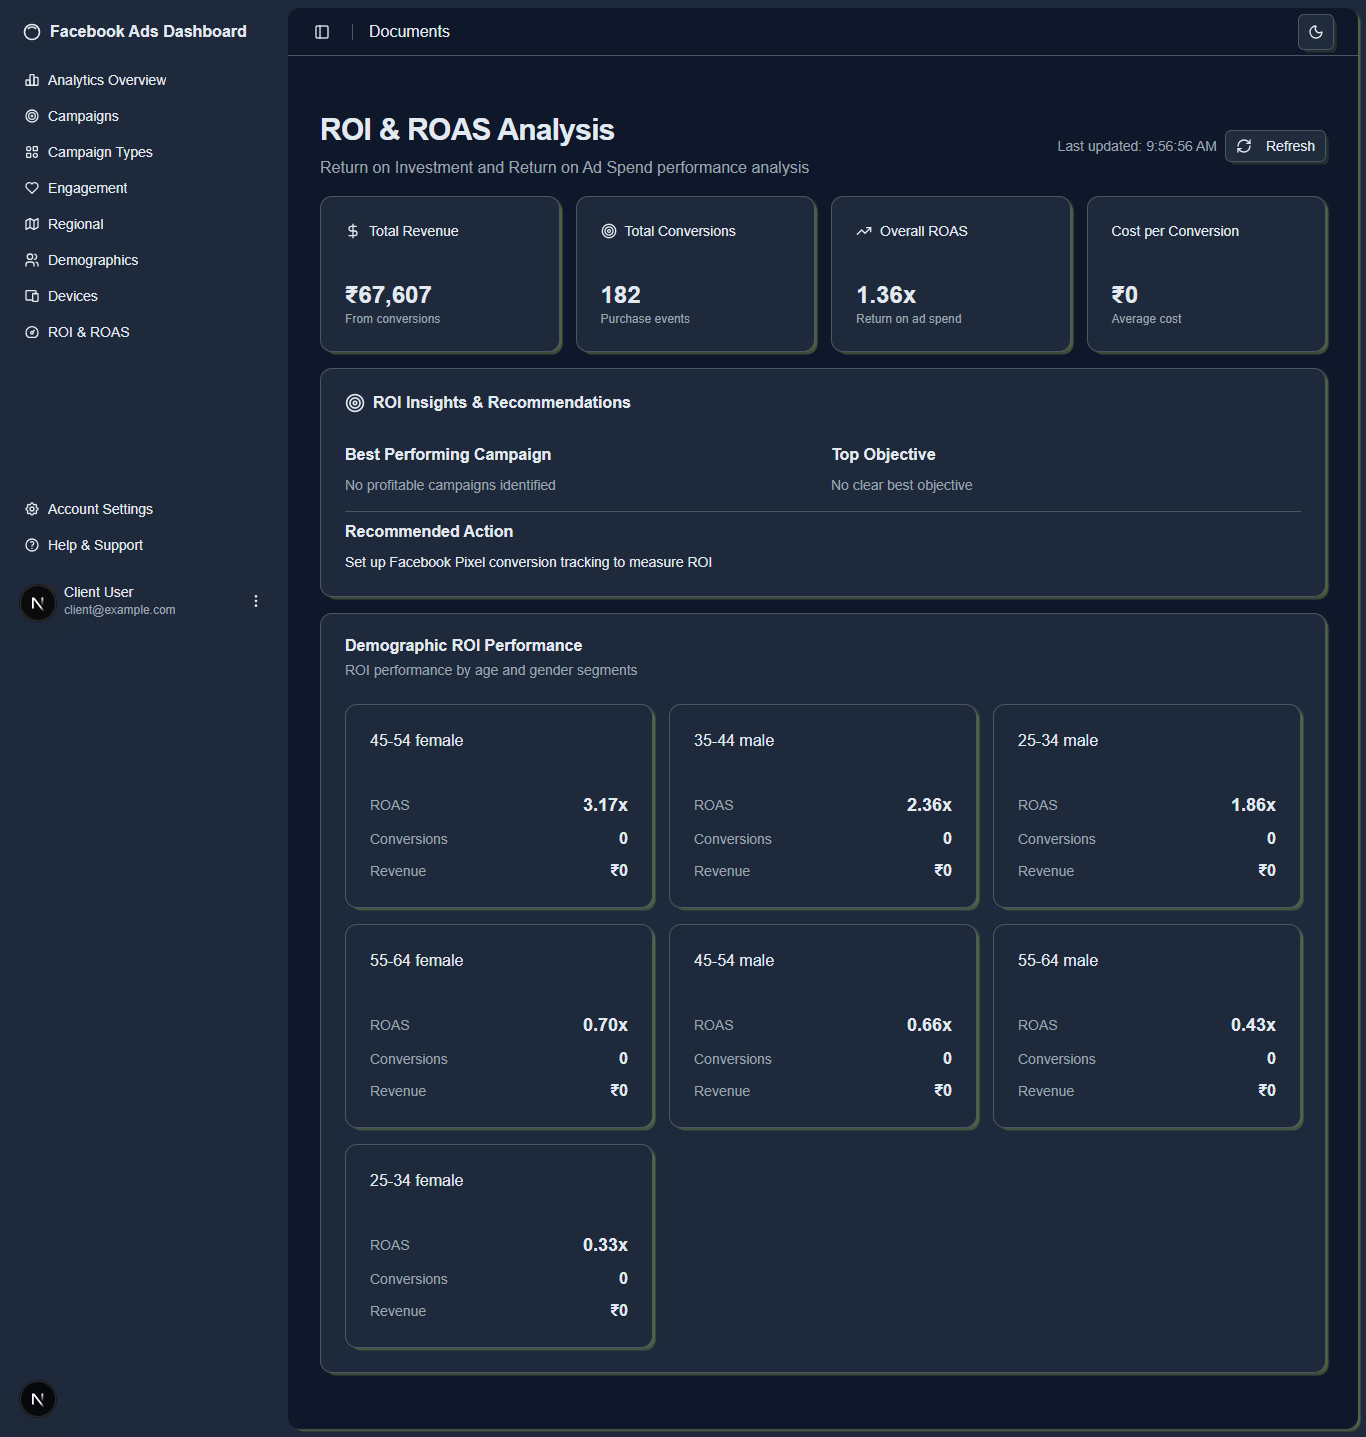 Facebook Ads Dashboard
Analytics Overview
Campaigns
Campaign Types
Engagement
Regional
Demographics
Devices
ROI & ROAS
Account Settings
Help & Support
N
Client User
client@example.com
N
Documents
ROI & ROAS Analysis
Return on Investment and Return on Ad Spend performance analysis
Last updated: 9:56:56 AM
Refresh
Total Revenue
₹67,607
From conversions
Total Conversions
182
Purchase events
Overall ROAS
1.36x
Return on ad spend
Cost per Conversion
₹0
Average cost
ROI Insights & Recommendations
Best Performing Campaign
No profitable campaigns identified
Top Objective
No clear best objective
Recommended Action
Set up Facebook Pixel conversion tracking to measure ROI
Demographic ROI Performance
ROI performance by age and gender segments
45-54 female
ROAS 3.17x
Conversions 0
Revenue ₹0
35-44 male
ROAS 2.36x
Conversions 0
Revenue ₹0
25-34 male
ROAS 1.86x
Conversions 0
Revenue ₹0
55-64 female
ROAS 0.70x
Conversions 0
Revenue ₹0
45-54 male
ROAS 0.66x
Conversions 0
Revenue ₹0
55-64 male
ROAS 0.43x
Conversions 0
Revenue ₹0
25-34 female
ROAS 0.33x
Conversions 0
Revenue ₹0